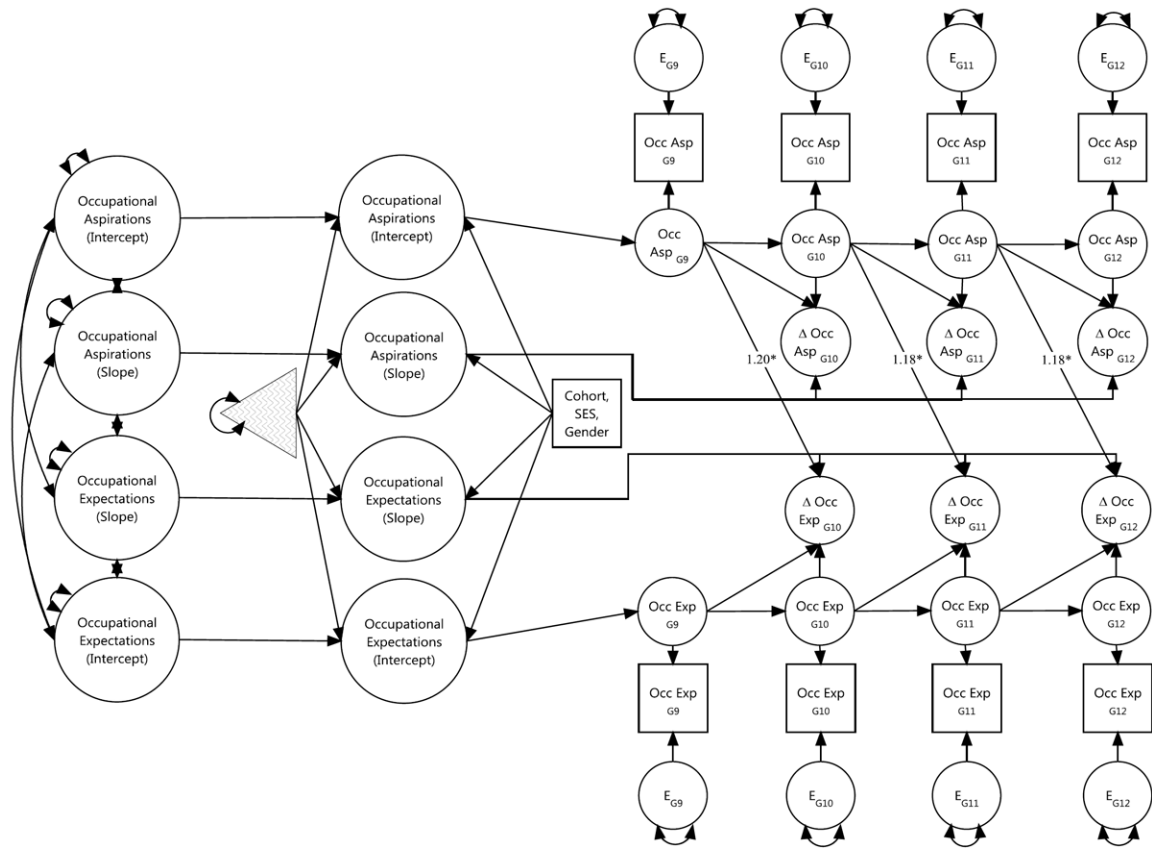 E G9
E G10
E G11
E G12
Occ Asp
G9
Occ Asp
G10
Occ Asp
G11
Occ Asp
G12
Occupational
Aspirations
(Intercept)
Occupational
Aspirations
(Intercept)
Occ
Asp G9
Occ Asp
G10
Occ Asp
G11
Occ Asp
G12
Occupational
Aspirations
(Slope)
Occupational
Aspirations
(Slope)
Δ Occ
Asp G10
Δ Occ
Asp G11
Δ Occ
Asp G12
1.20*
1.18*
1.18*
Cohort,
SES,
Gender
Occupational
Expectations
(Slope)
Occupational
Expectations
(Slope)
Δ Occ
Exp G10
Δ Occ
Exp G11
Δ Occ
Exp G12
Occupational
Expectations
(Intercept)
Occupational
Expectations
(Intercept)
Occ Exp
G9
Occ Exp
G10
Occ Exp
G11
Occ Exp
G12
Occ Exp
G9
Occ Exp
G10
Occ Exp
G11
Occ Exp
G12
E G9
E G10
E G11
E G12